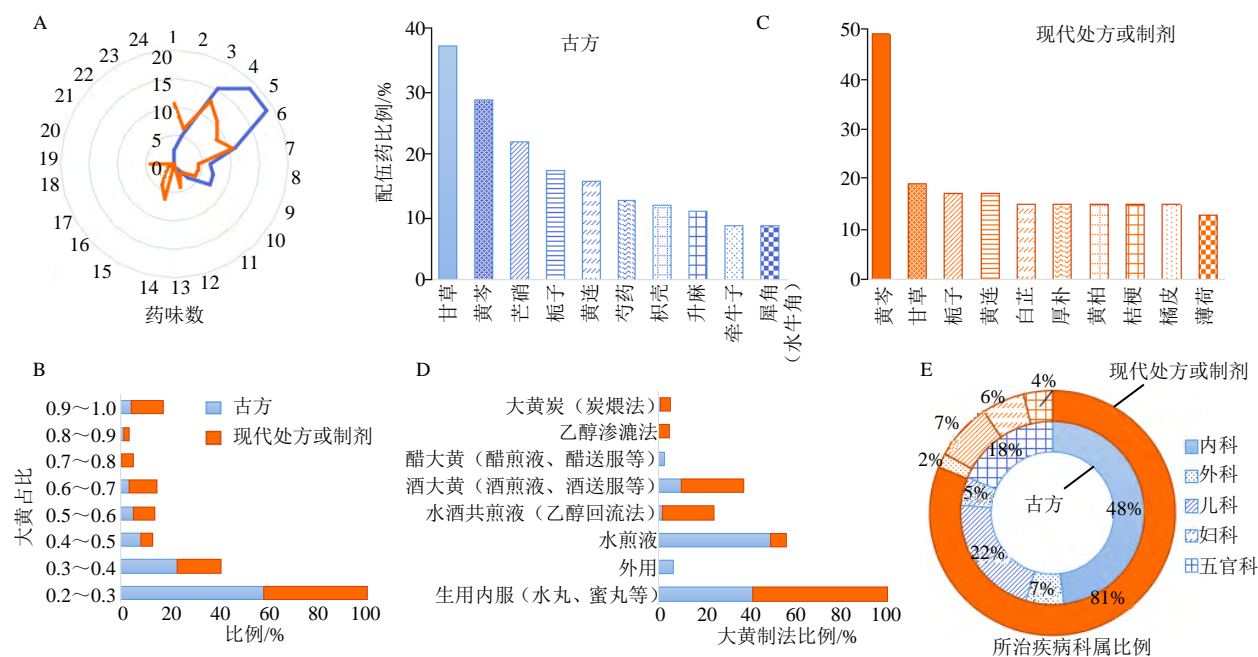 A
1
2
3
4
5
6
7
8
9
10
11
12
13
14
15
16
17
18
19
20
21
22
23
24
20
15
10
5
0
药味数
古方
配伍药比例/%
40
30
20
10
0
甘草
黄芩
芒硝
栀子
黄连
芍药
枳壳
升麻
牵牛子
犀角
（水牛角）
C
现代处方或制剂
50
40
30
20
10
0
黄芩
甘草
栀子
黄连
白芷
厚朴
黄柏
桔梗
橘皮
薄荷
B
大黄占比
0.9～1.0
0.8～0.9
0.7～0.8
0.6～0.7
0.5～0.6
0.4～0.5
0.3～0.4
0.2～0.3
古方
现代处方或制剂
0 20 40 60 80 100
比例/%
D
大黄炭（炭煨法）
乙醇渗漉法
醋大黄（醋煎液、醋送服等）
酒大黄（酒煎液、酒送服等）
水酒共煎液（乙醇回流法）
水煎液
外用
生用内服（水丸、蜜丸等）
0 20 40 60 80 100
大黄制法比例/%
E
现代处方或制剂
4%
6%
7%
2%
18%
5%
22%
7%
48%
81%
古方
内科
外科
儿科
妇科
五官科
所治疾病科属比例